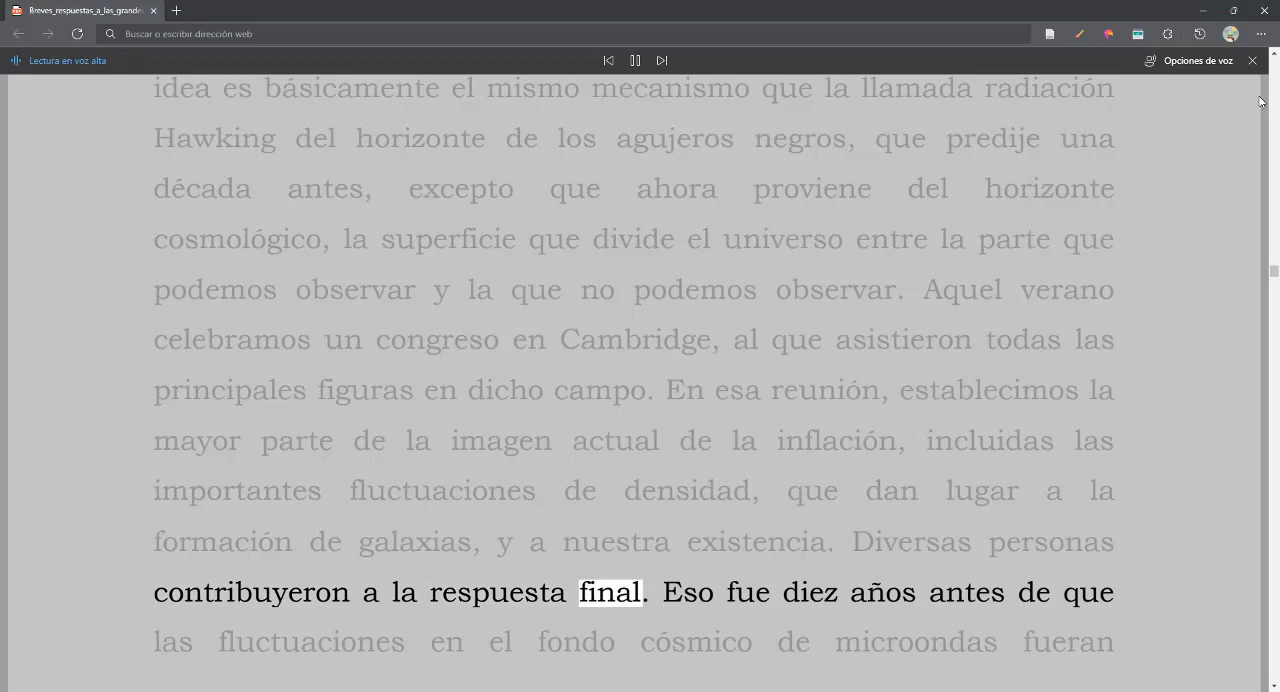 Breves_respuestas_a_las_grandes
Buscar o escribir dirección web
Lectura en voz alta
Opciones de voz
idea es básicamente el mismo mecanismo que la llamada radiación
Hawking del horizonte de los agujeros negros, que predije una
década antes, excepto que ahora proviene del horizonte
cosmológico, la superficie que divide el universo entre la parte que
podemos observar y la que no podemos observar. Aquel verano
celebramos un congreso en Cambridge, al que asistieron todas las
principales figuras en dicho campo. En esa reunión, establecimos la
mayor parte de la imagen actual de la inflación, incluidas las
importantes fluctuaciones de densidad, que dan lugar a la
formación de galaxias, y a nuestra existencia. Diversas personas
contribuyeron a la respuesta final. Eso fue diez años antes de que
las fluctuaciones en el fondo cósmico de microondas fueran